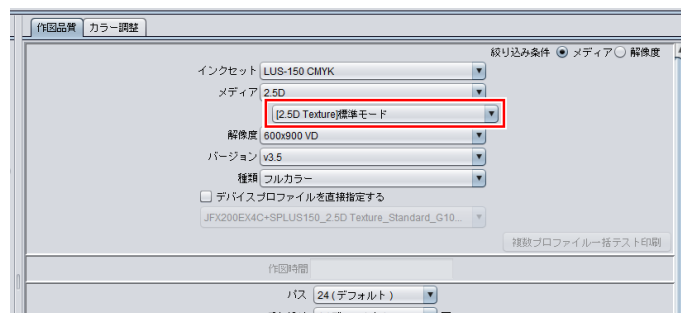 作図品質 カラー調整
絞り込み条件 メディア 解像度
インクセット LUS-150 CMYK
メディア 2.5D
[2.5D Texture]標準モード
解像度 600x900 VD
バージョン v3.5
種類 フルカラー
デバイスプロファイルを直接指定する
JFX200EX4C+SPLUS150_2.5D Texture_Standard_G10...
複数プロファイル一括テスト印刷
作図時間
パス 24(デフォルト)